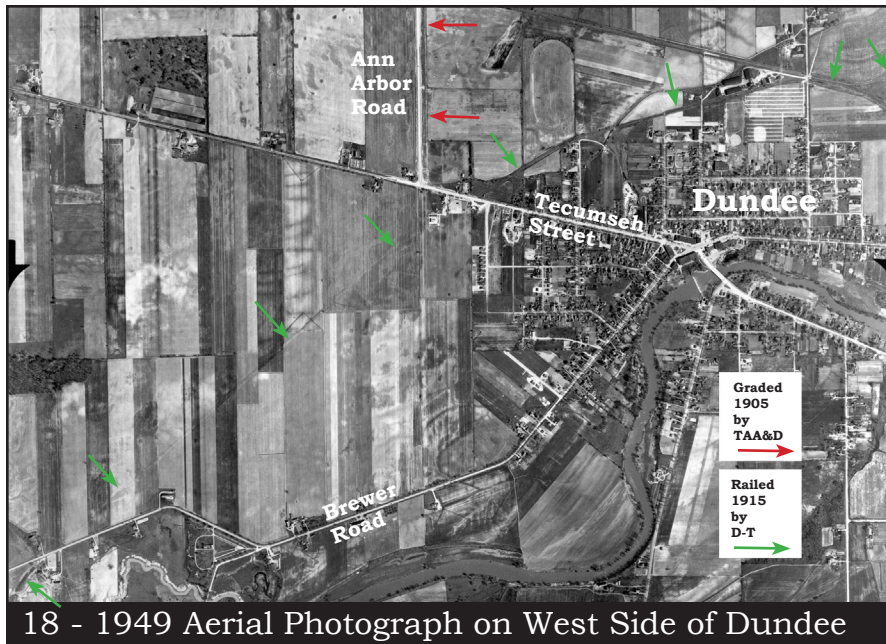 Ann
Arbor
Road
Dundee
Tecumseh
Street
Graded
1905
by
TAA&D
Railed
1915
by
D-T
Brewer
Road
18 - 1949 Aerial Photograph on West Side of Dundee